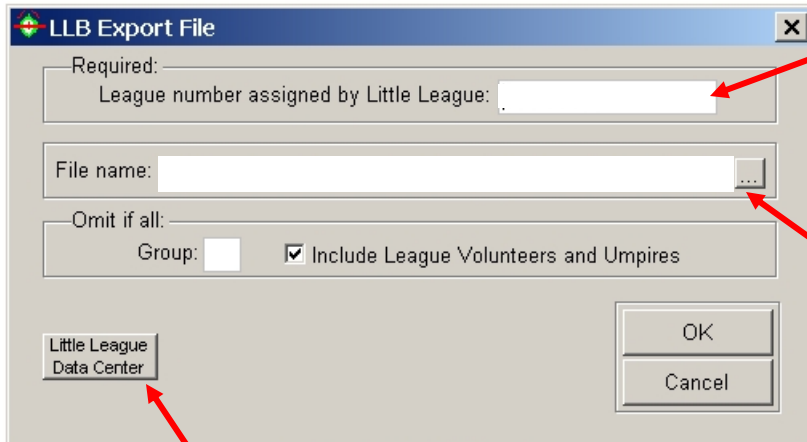 LLB Export File
Required:
League number assigned by Little League:
File name:
...
Omit if all:
Group:
Include League Volunteers and Umpires
Little League
Data Center
OK
Cancel